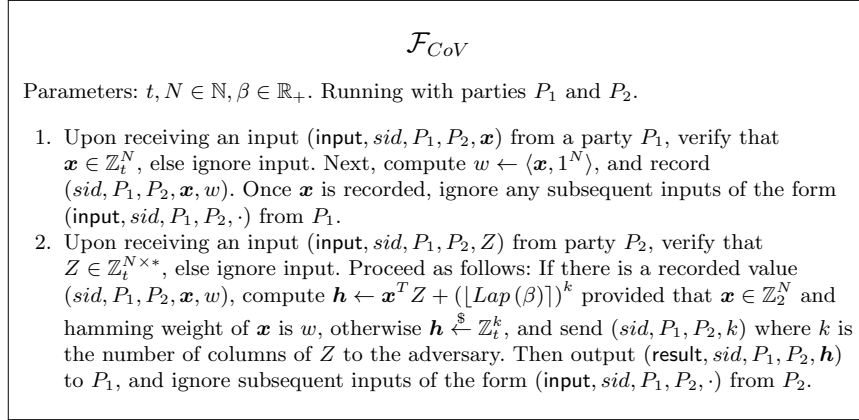 𝓕_{CoV}
Parameters: t, N ∈ ℕ, β ∈ ℝ₊. Running with parties P₁ and P₂.
1. Upon receiving an input (input, sid, P₁, P₂, 𝒙) from a party P₁, verify that
𝒙 ∈ ℤ_t^N, else ignore input. Next, compute w ← ⟨𝒙, 1^N⟩, and record
(sid, P₁, P₂, 𝒙, w). Once 𝒙 is recorded, ignore any subsequent inputs of the form
(input, sid, P₁, P₂, ·) from P₁.
2. Upon receiving an input (input, sid, P₁, P₂, Z) from party P₂, verify that
Z ∈ ℤ_t^{N×*}, else ignore input. Proceed as follows: If there is a recorded value
(sid, P₁, P₂, 𝒙, w), compute 𝒉 ← 𝒙^T Z + (⌊Lap (β)⌉)^k provided that 𝒙 ∈ ℤ_2^N and
hamming weight of 𝒙 is w, otherwise 𝒉 ←^{$} ℤ_t^k, and send (sid, P₁, P₂, k) where k is
the number of columns of Z to the adversary. Then output (result, sid, P₁, P₂, 𝒉)
to P₁, and ignore subsequent inputs of the form (input, sid, P₁, P₂, ·) from P₂.